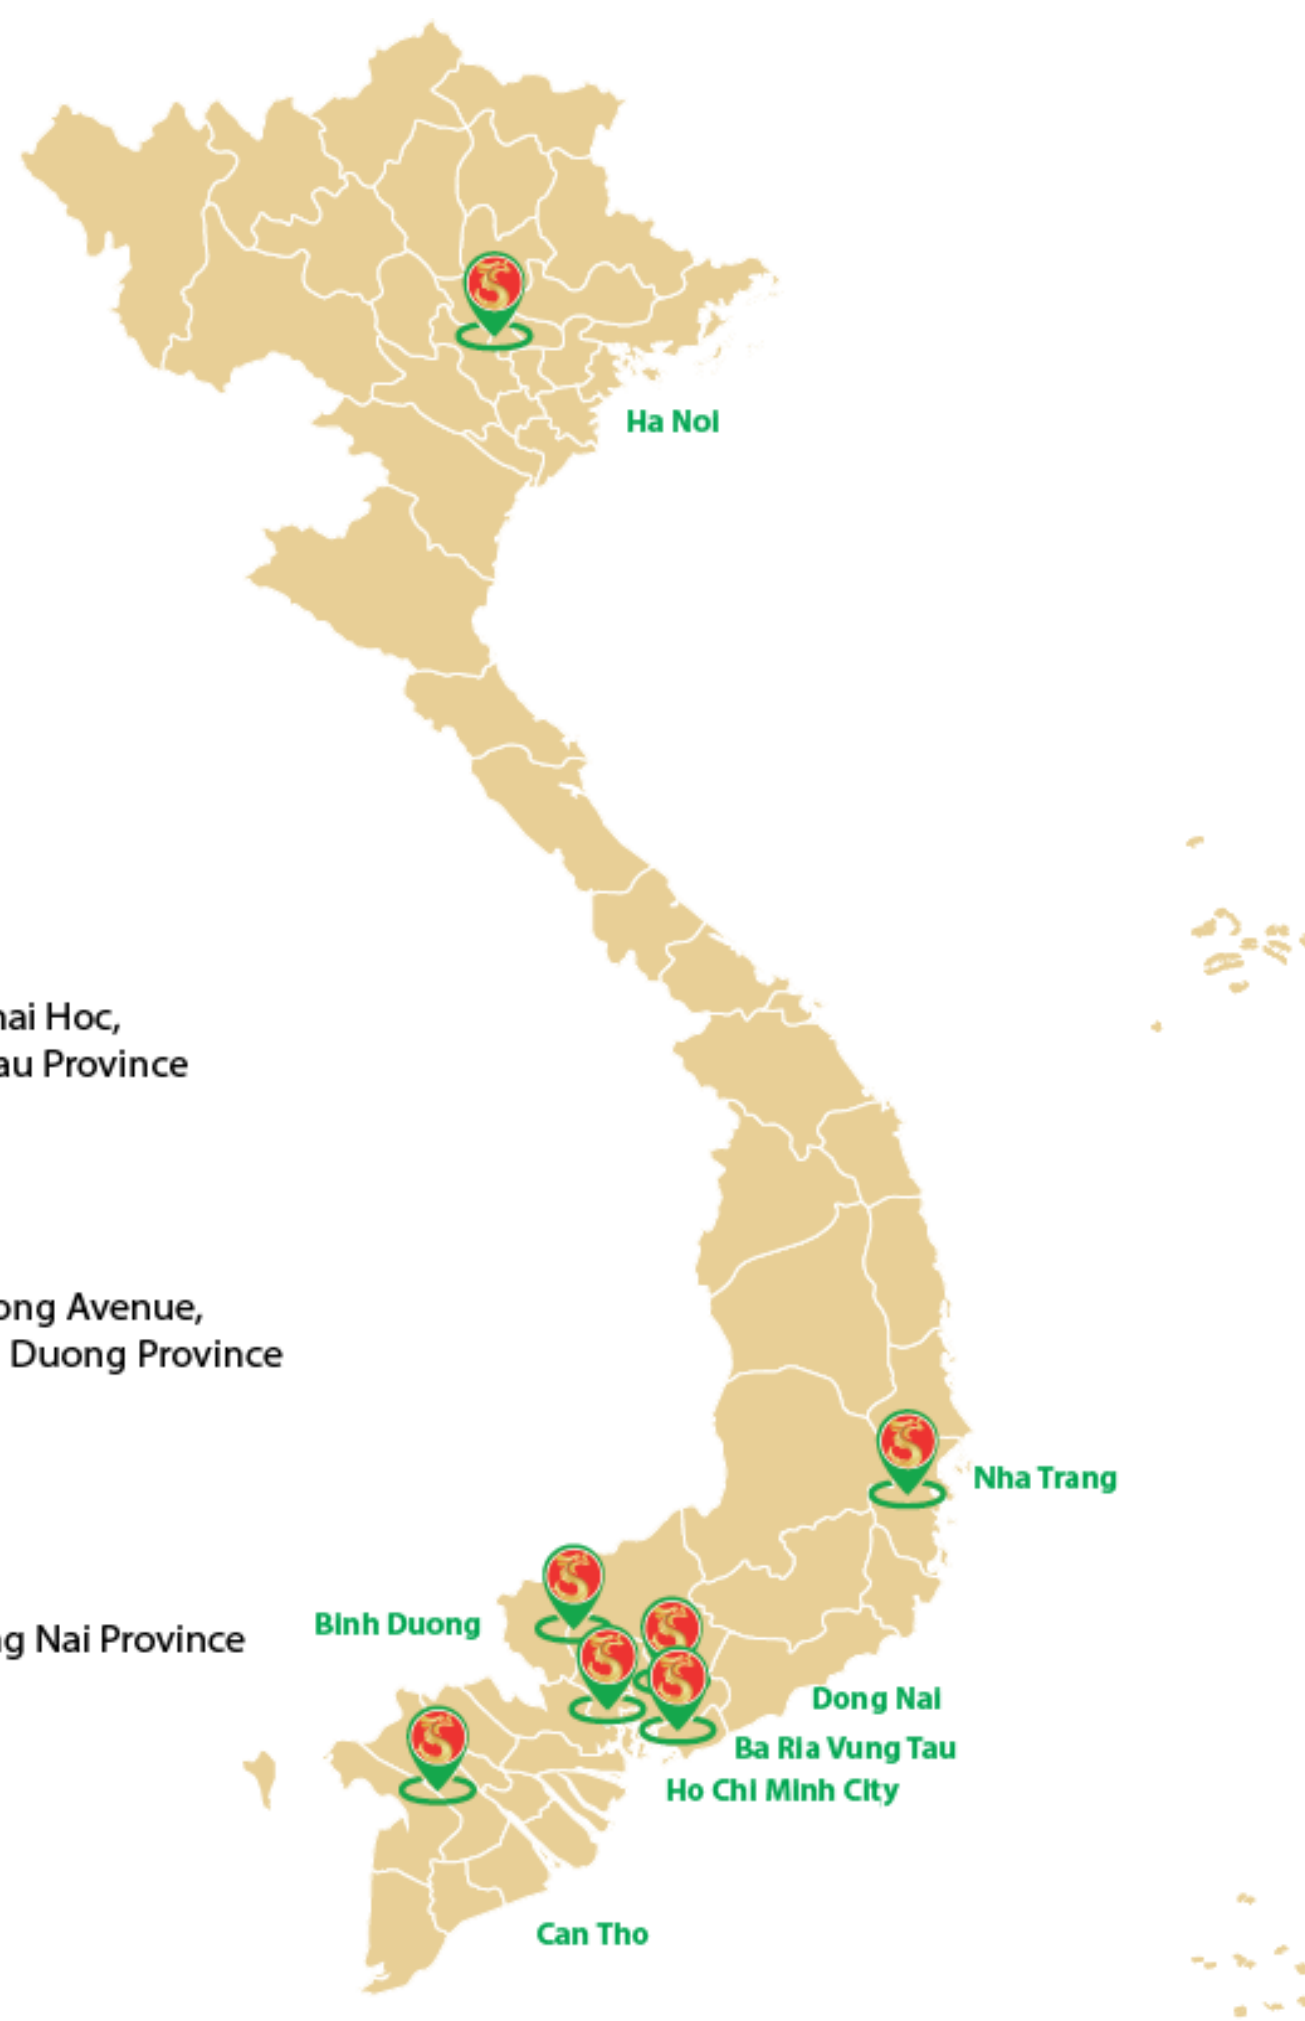 Ha Noi
hai Hoc,
au Province
ong Avenue,
Duong Province
Nha Trang
Binh Duong
g Nai Province
Dong Nai
Ba Ria Vung Tau
Ho Chi Minh City
Can Tho